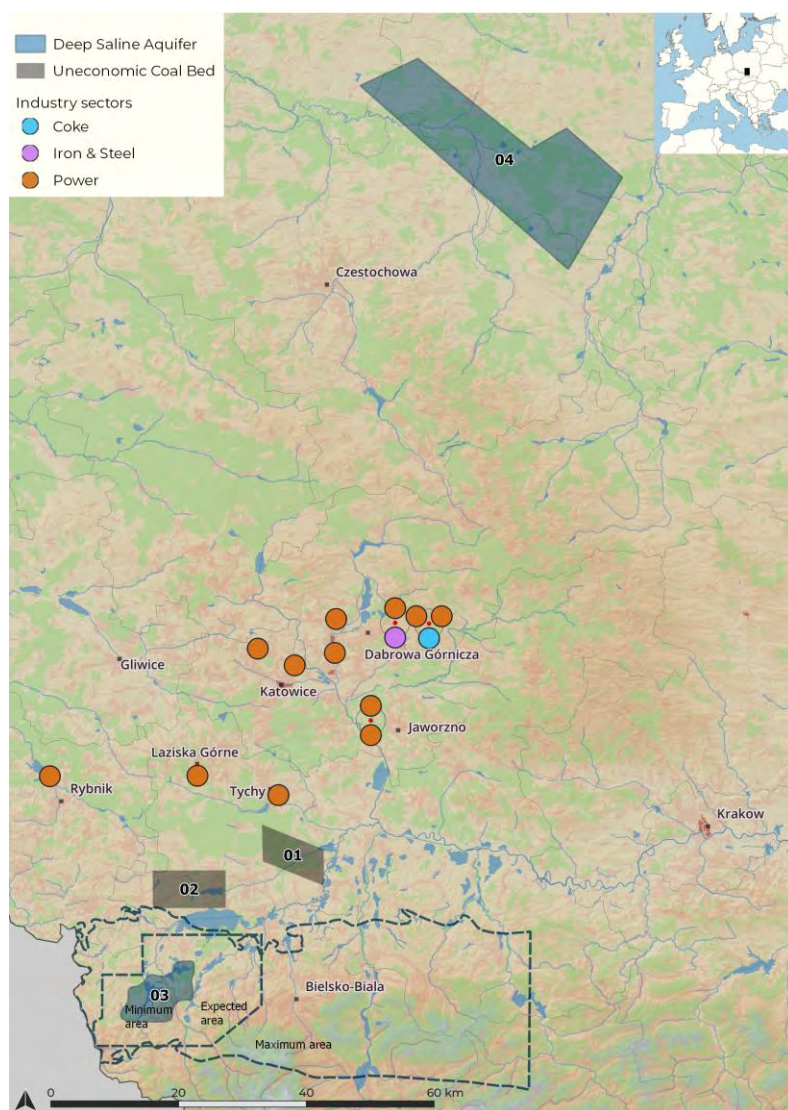 Deep Saline Aquifer
Uneconomic Coal Bed
Industry sectors
Coke
Iron & Steel
Power
04
Czestochowa
Dabrowa Górnicza
Gliwice
Katowice
Jaworzno
Laziska Górne
Rybnik
Tychy
Krakow
01
02
03
Minimum
area
Expected
area
Bielsko-Biala
Maximum area
0 20 40 60 km